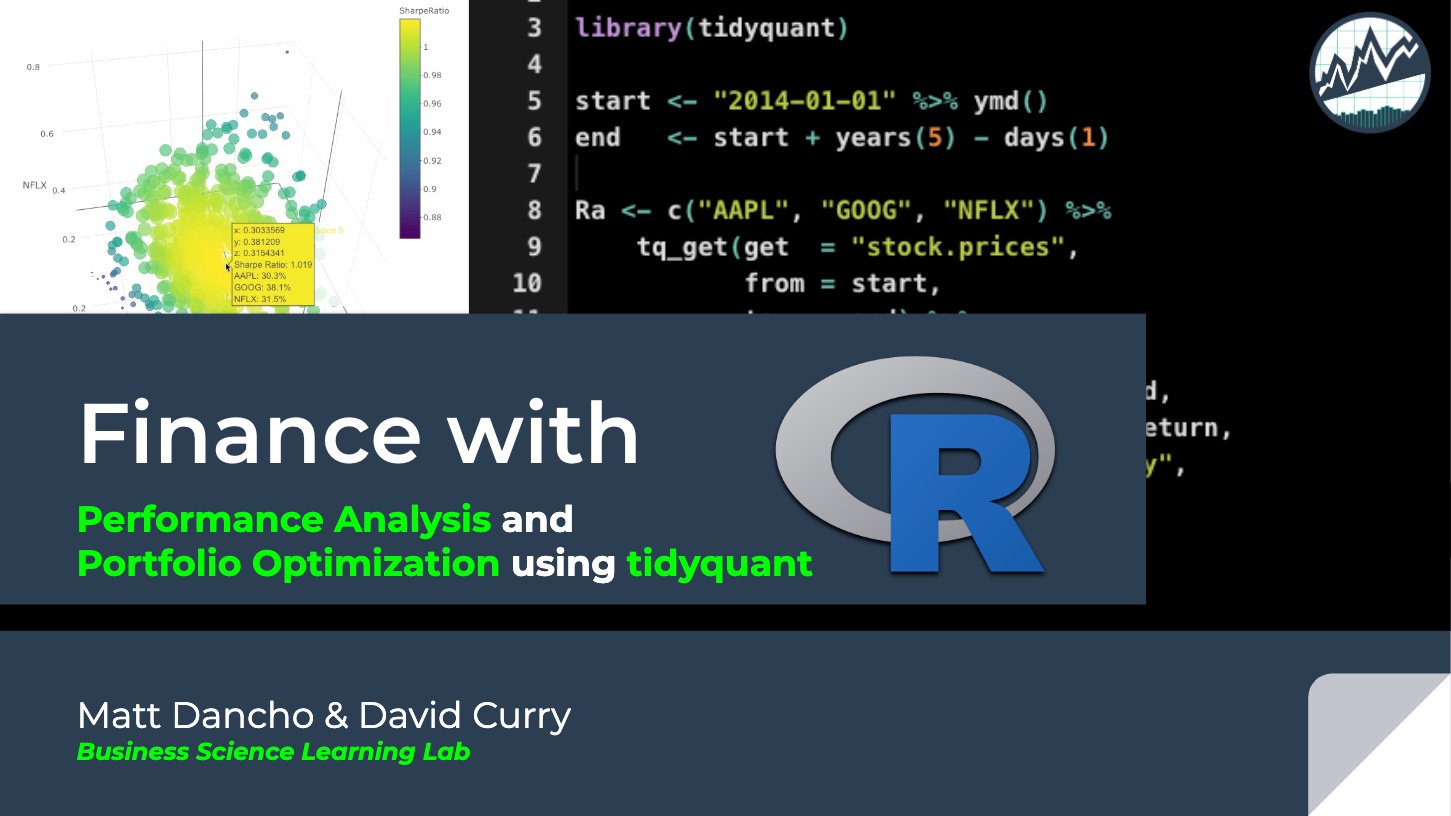 SharpeRatio
1
0.98
0.96
0.94
0.92
0.9
0.88
0.8
0.6
NFLX 0.4
0.2
0.2
x: 0.3033569
y: 0.381209
z: 0.3154341
Sharpe Ratio: 1.019
AAPL: 30.3%
GOOG: 38.1%
NFLX: 31.5%
3 library(tidyquant)
4
5 start <- "2014-01-01" %>% ymd()
6 end <- start + years(5) - days(1)
7
8 Ra <- c("AAPL", "GOOG", "NFLX") %>%
9 tq_get(get = "stock.prices",
10 from = start,
d,
eturn,
y",
Finance with
R
Performance Analysis and
Portfolio Optimization using tidyquant
Matt Dancho & David Curry
Business Science Learning Lab